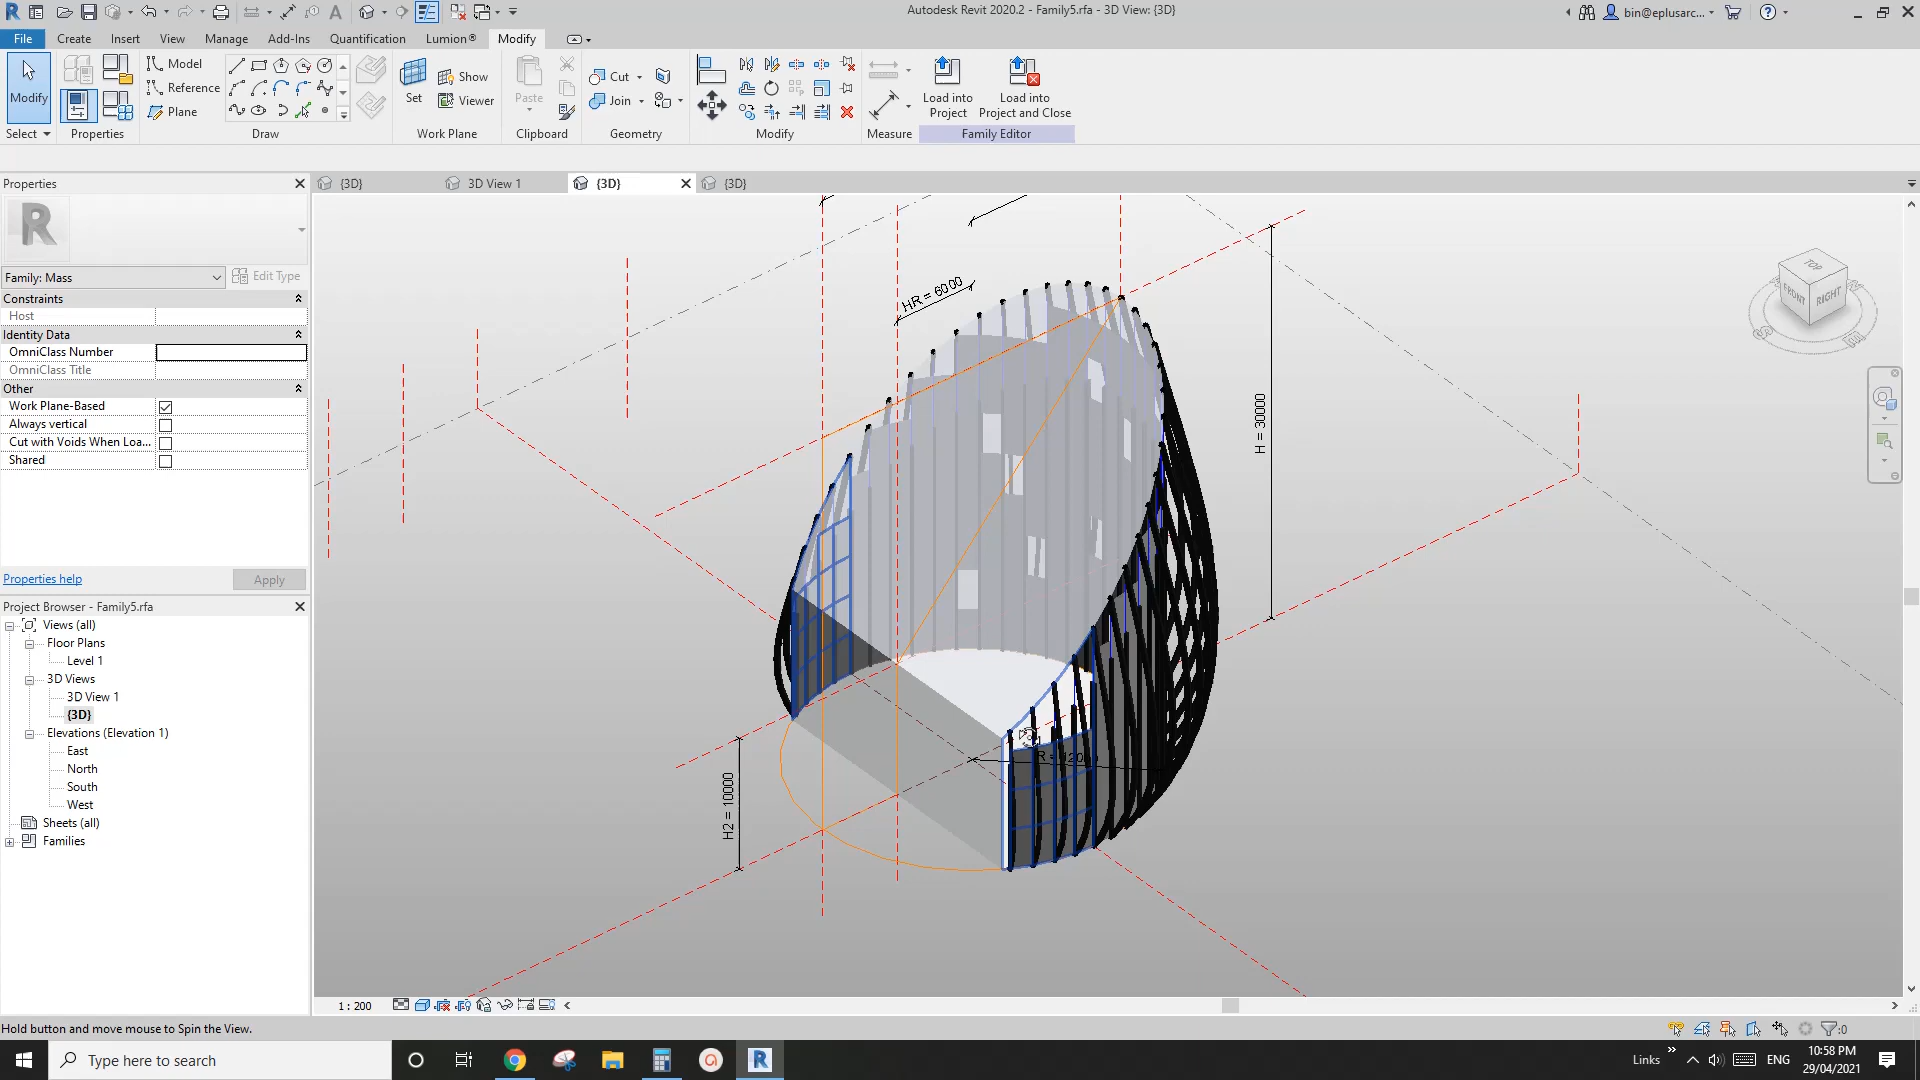 Autodesk Revit 2020.2 - Family5.rfa - 3D View: {3D}
bin@eplusarc...
File
Create
Insert
View
Manage
Add-Ins
Quantification
Lumion®
Modify
Modify
Select
Properties
Model
Reference
Plane
Draw
Set
Show
Viewer
Work Plane
Paste
Clipboard
Cut
Join
Geometry
Modify
Measure
Load into
Project
Load into
Project and Close
Family Editor
Properties
{3D}
3D View 1
{3D}
{3D}
Family: Mass
Edit Type
Constraints
Host
Identity Data
OmniClass Number
OmniClass Title
Other
Work Plane-Based
Always vertical
Cut with Voids When Loa...
Shared
Properties help
Apply
Project Browser - Family5.rfa
Views (all)
Floor Plans
Level 1
3D Views
3D View 1
{3D}
Elevations (Elevation 1)
East
North
South
West
Sheets (all)
Families
HR = 6000
H = 30000
H2 = 10000
TOP
FRONT
RIGHT
S
E
1 : 200
Hold button and move mouse to Spin the View.
:0
Type here to search
Links
ENG
10:58 PM
29/04/2021